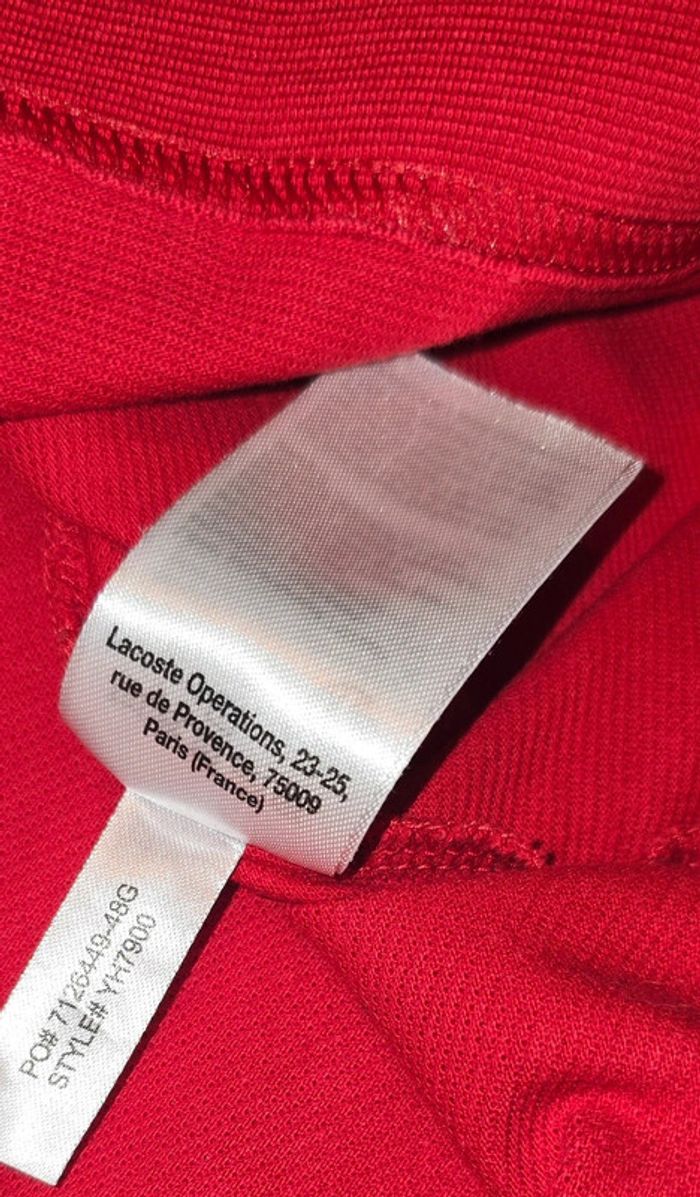 Lacoste Operations, 23-25,
rue de Provence, 75009
Paris (France)
PO# 7126449-48G
STYLE# YH7900